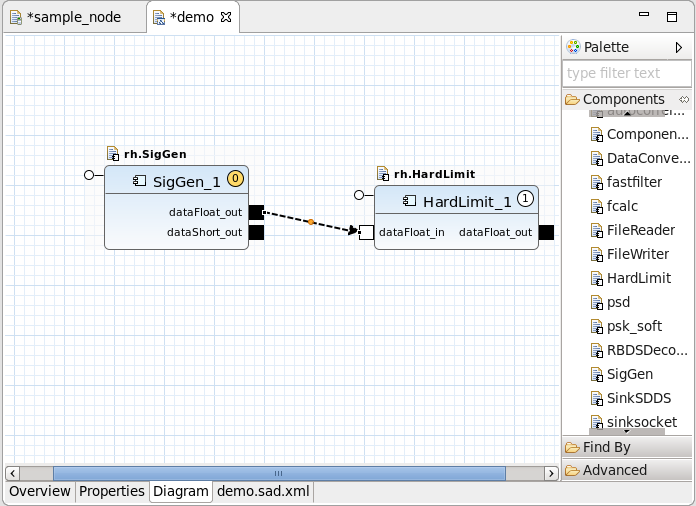 *sample_node
*demo
Palette
type filter text
Components
Componen...
DataConve...
fastfilter
fcalc
FileReader
FileWriter
HardLimit
psd
psk_soft
RBDSDeco...
SigGen
SinkSDDS
sinksocket
Find By
Advanced
rh.SigGen
SigGen_1
0
dataFloat_out
dataShort_out
rh.HardLimit
HardLimit_1
1
dataFloat_in
dataFloat_out
Overview
Properties
Diagram
demo.sad.xml